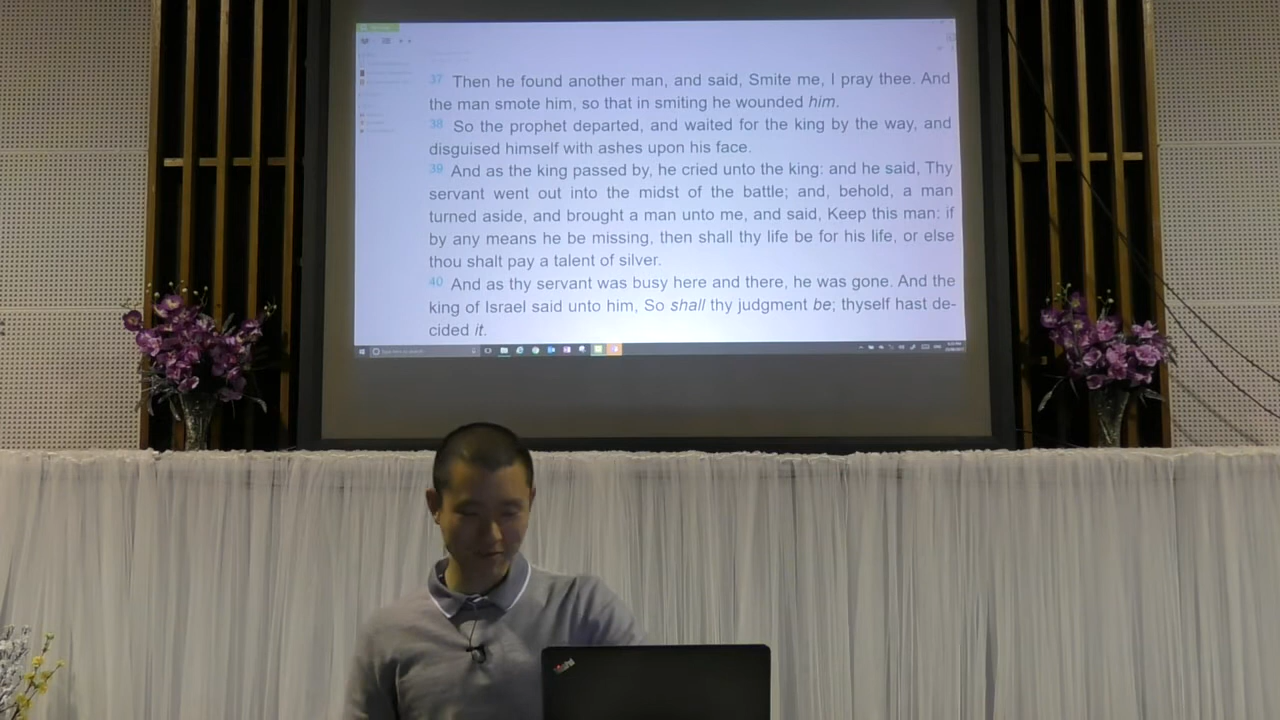 37 Then he found another man, and said, Smite me, I pray thee. And
the man smote him, so that in smiting he wounded him.
38 So the prophet departed, and waited for the king by the way, and
disguised himself with ashes upon his face.
39 And as the king passed by, he cried unto the king: and he said, Thy
servant went out into the midst of the battle; and, behold, a man
turned aside, and brought a man unto me, and said, Keep this man: if
by any means he be missing, then shall thy life be for his life, or else
thou shalt pay a talent of silver.
40 And as thy servant was busy here and there, he was gone. And the
king of Israel said unto him, So shall thy judgment be; thyself hast de-
cided it.